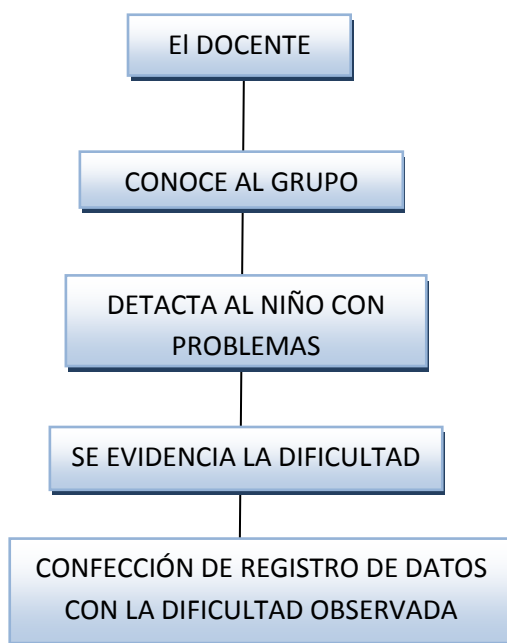 El DOCENTE
CONOCE AL GRUPO
DETACTA AL NIÑO CON
PROBLEMAS
SE EVIDENCIA LA DIFICULTAD
CONFECCIÓN DE REGISTRO DE DATOS
CON LA DIFICULTAD OBSERVADA